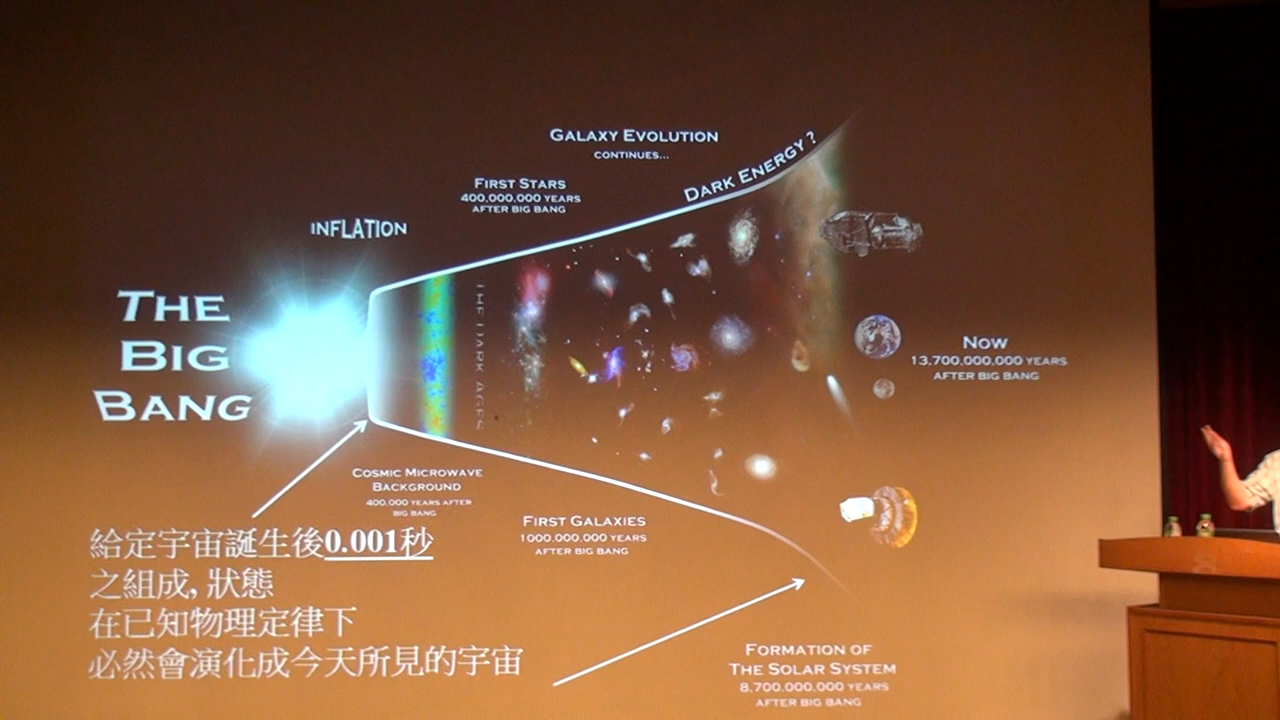 GALAXY EVOLUTION
CONTINUES...
DARK ENERGY ?
FIRST STARS
400,000,000 YEARS
AFTER BIG BANG
INFLATION
THE
BIG
BANG
THE DARK AGES
NOW
13,700,000,000 YEARS
AFTER BIG BANG
COSMIC MICROWAVE
BACKGROUND
400,000 YEARS AFTER
BIG BANG
FIRST GALAXIES
1000,000,000 YEARS
AFTER BIG BANG
給定宇宙誕生後0.001秒
之組成, 狀態
在已知物理定律下
必然會演化成今天所見的宇宙
FORMATION OF
THE SOLAR SYSTEM
8,700,000,000 YEARS
AFTER BIG BANG